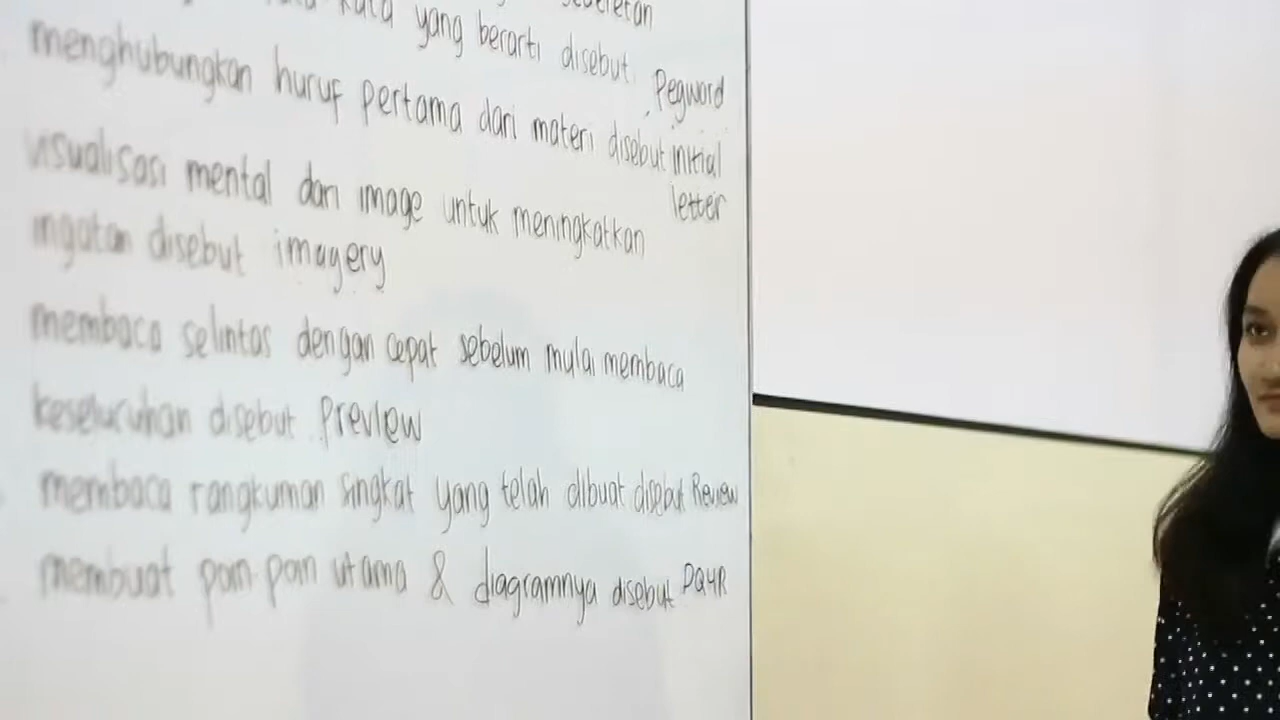 kata yang berarti disebut Pegword
menghubungkan huruf pertama dari materi disebut initial
letter
visualisasi mental dari image untuk meningkatkan
ingatan disebut imagery
membaca selintas dengan cepat sebelum mulai membaca
keseluruhan disebut Preview
membaca rangkuman singkat yang telah dibuat disebut Review
membuat poin-poin utama & diagramnya disebut PQ4R